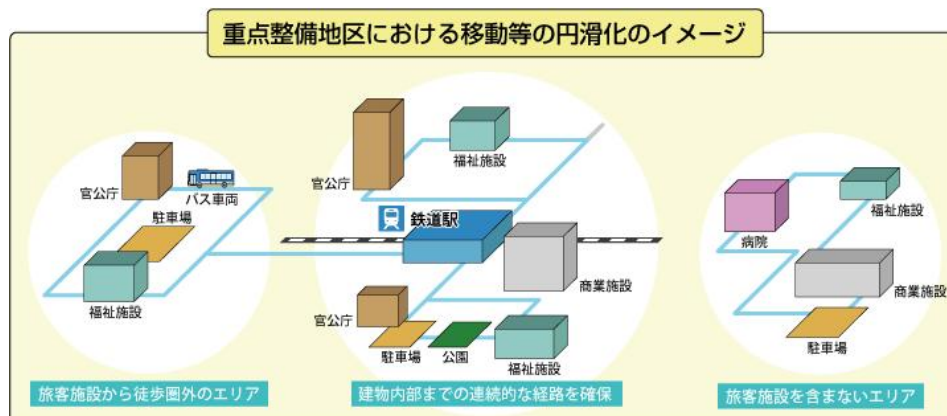 重点整備地区における移動等の円滑化のイメージ
官公庁
バス車両
駐車場
福祉施設
旅客施設から徒歩圏外のエリア
福祉施設
官公庁
鉄道駅
商業施設
官公庁
駐車場
公園
福祉施設
建物内部までの連続的な経路を確保
福祉施設
病院
商業施設
駐車場
旅客施設を含まないエリア